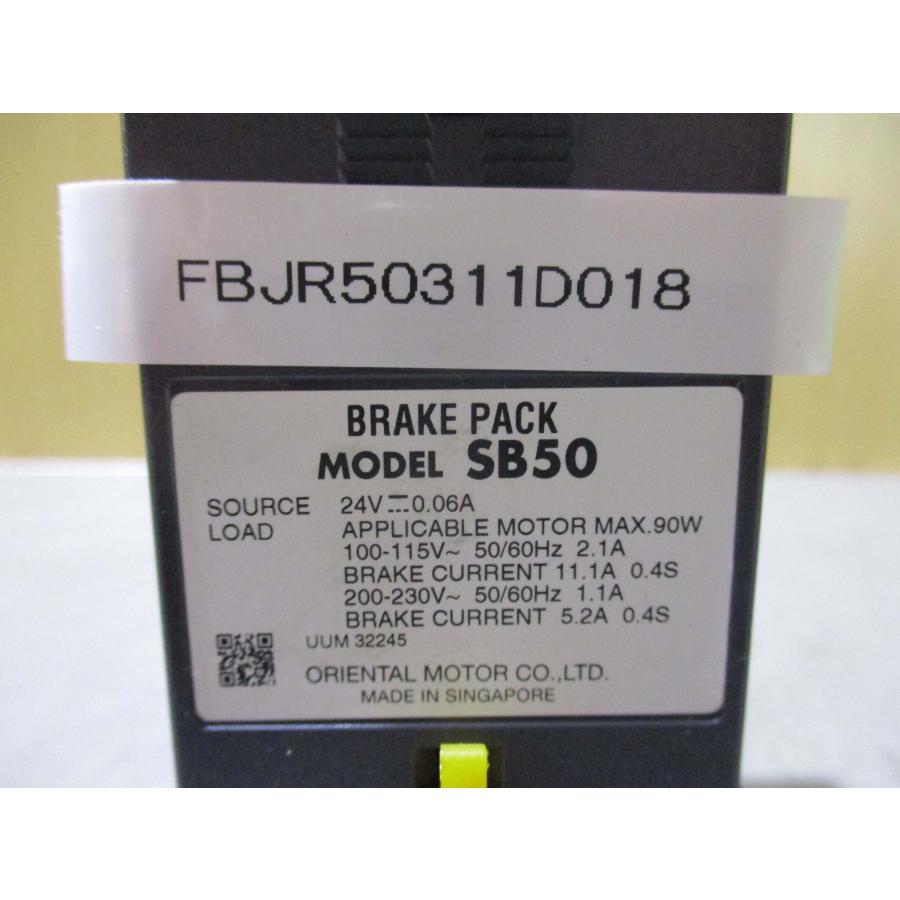 FBJR50311D018
BRAKE PACK
MODEL SB50
SOURCE 24V⎓0.06A
LOAD APPLICABLE MOTOR MAX.90W
100-115V~ 50/60Hz 2.1A
BRAKE CURRENT 11.1A 0.4S
200-230V~ 50/60Hz 1.1A
BRAKE CURRENT 5.2A 0.4S
UUM 32245
ORIENTAL MOTOR CO.,LTD.
MADE IN SINGAPORE